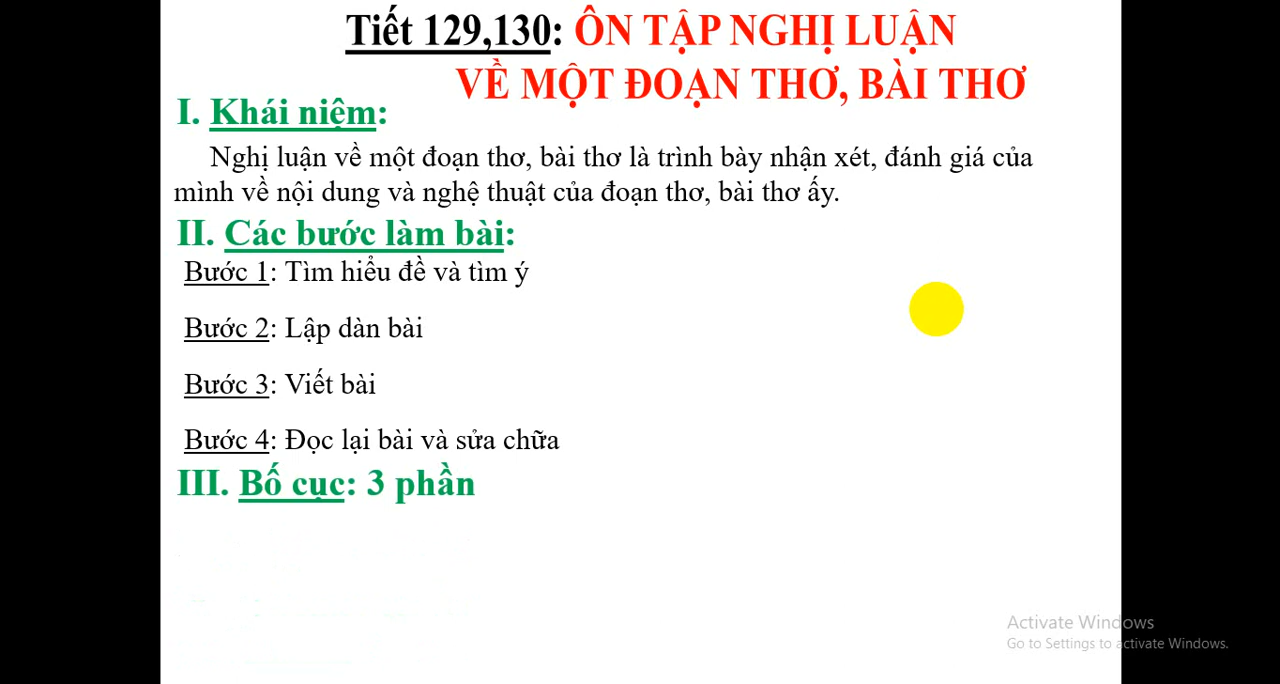 Tiết 129,130: ÔN TẬP NGHỊ LUẬN
VỀ MỘT ĐOẠN THƠ, BÀI THƠ
I. Khái niệm:
Nghị luận về một đoạn thơ, bài thơ là trình bày nhận xét, đánh giá của
mình về nội dung và nghệ thuật của đoạn thơ, bài thơ ấy.
II. Các bước làm bài:
Bước 1: Tìm hiểu đề và tìm ý
Bước 2: Lập dàn bài
Bước 3: Viết bài
Bước 4: Đọc lại bài và sửa chữa
III. Bố cục: 3 phần
Activate Windows
Go to Settings to activate Windows.